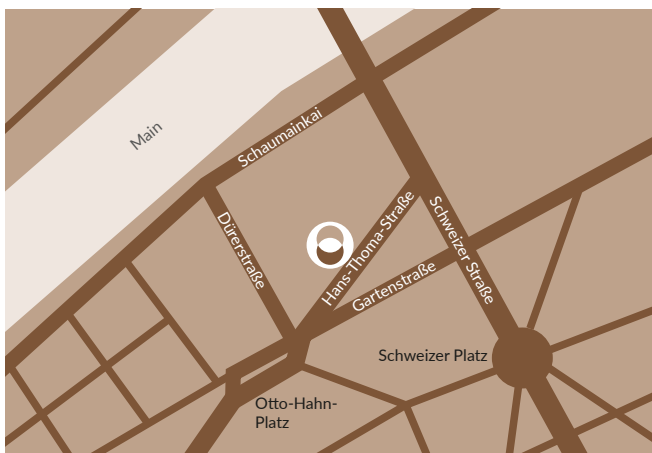 Main
Schaumainkai
Dürerstraße
Hans-Thoma-Straße
Schweizer Straße
Gartenstraße
Schweizer Platz
Otto-Hahn-
Platz